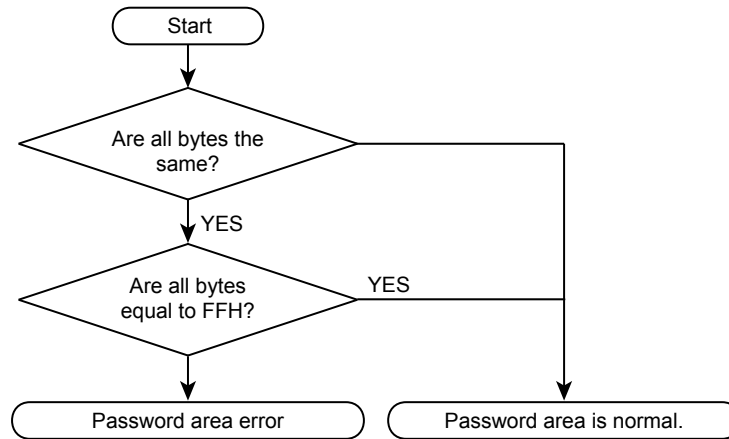 Start
Are all bytes the
same?
YES
Are all bytes
equal to FFH?
YES
Password area error
Password area is normal.